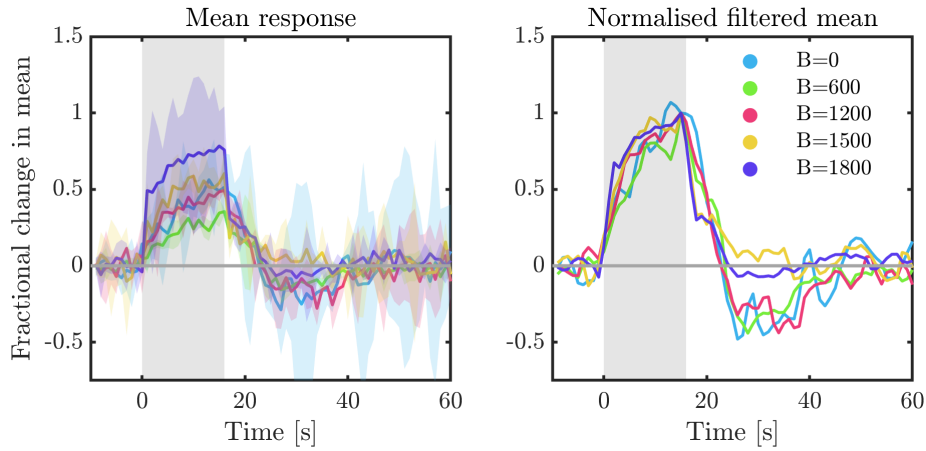 Mean response
Fractional change in mean
1.5
1
0.5
0
-0.5
0
20
40
60
Time [s]
Normalised filtered mean
1.5
1
0.5
0
-0.5
B=0
B=600
B=1200
B=1500
B=1800
0
20
40
60
Time [s]